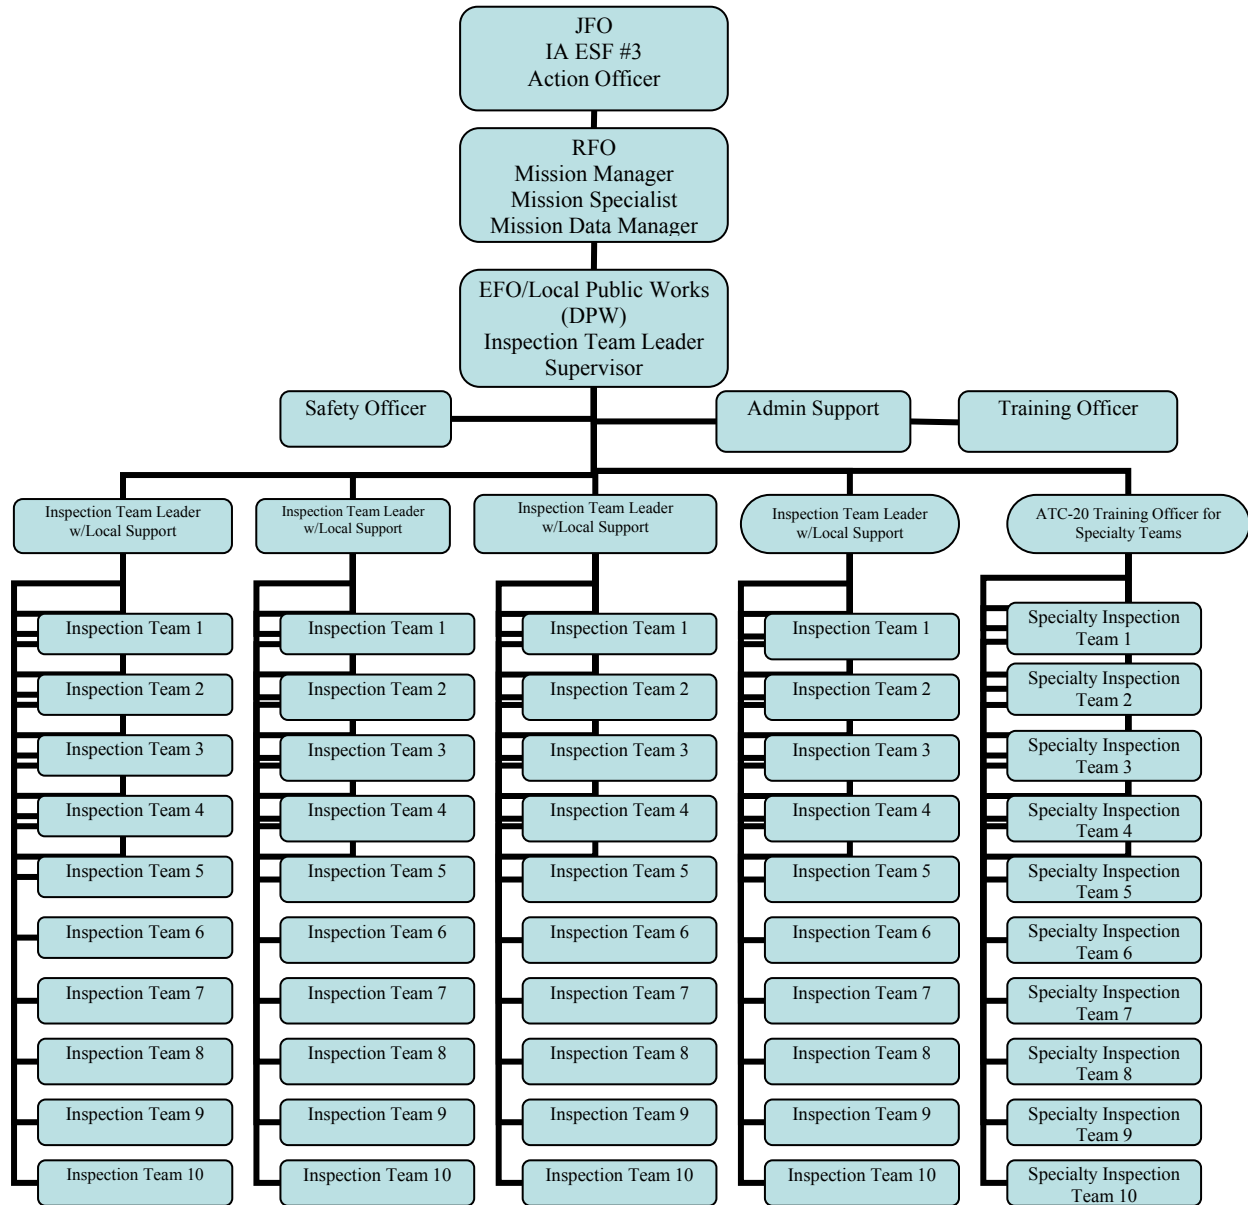 JFO
IA ESF #3
Action Officer
RFO
Mission Manager
Mission Specialist
Mission Data Manager
EFO/Local Public Works
(DPW)
Inspection Team Leader
Supervisor
Safety Officer
Admin Support
Training Officer
Inspection Team Leader
w/Local Support
Inspection Team 1
Inspection Team 2
Inspection Team 3
Inspection Team 4
Inspection Team 5
Inspection Team 6
Inspection Team 7
Inspection Team 8
Inspection Team 9
Inspection Team 10
Inspection Team Leader
w/Local Support
Inspection Team 1
Inspection Team 2
Inspection Team 3
Inspection Team 4
Inspection Team 5
Inspection Team 6
Inspection Team 7
Inspection Team 8
Inspection Team 9
Inspection Team 10
Inspection Team Leader
w/Local Support
Inspection Team 1
Inspection Team 2
Inspection Team 3
Inspection Team 4
Inspection Team 5
Inspection Team 6
Inspection Team 7
Inspection Team 8
Inspection Team 9
Inspection Team 10
Inspection Team Leader
w/Local Support
Inspection Team 1
Inspection Team 2
Inspection Team 3
Inspection Team 4
Inspection Team 5
Inspection Team 6
Inspection Team 7
Inspection Team 8
Inspection Team 9
Inspection Team 10
ATC-20 Training Officer for
Specialty Teams
Specialty Inspection
Team 1
Specialty Inspection
Team 2
Specialty Inspection
Team 3
Specialty Inspection
Team 4
Specialty Inspection
Team 5
Specialty Inspection
Team 6
Specialty Inspection
Team 7
Specialty Inspection
Team 8
Specialty Inspection
Team 9
Specialty Inspection
Team 10